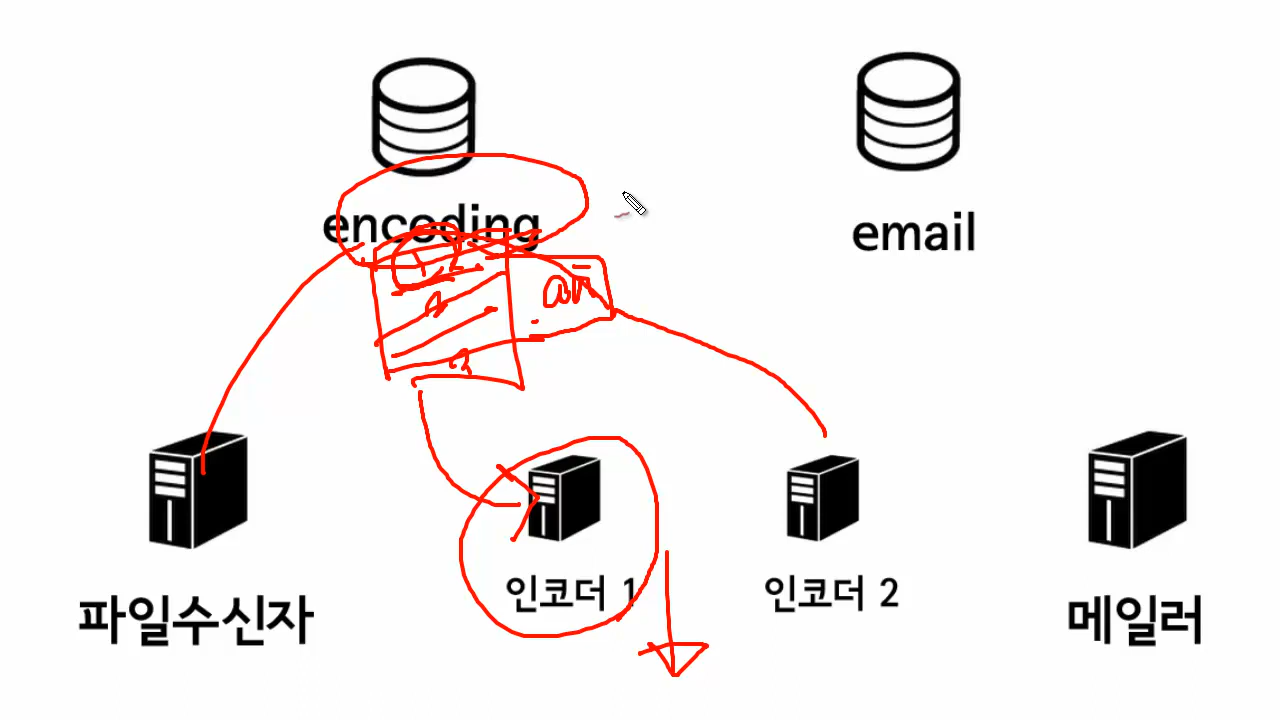 encoding
email
파일수신자
인코더 1
인코더 2
메일러